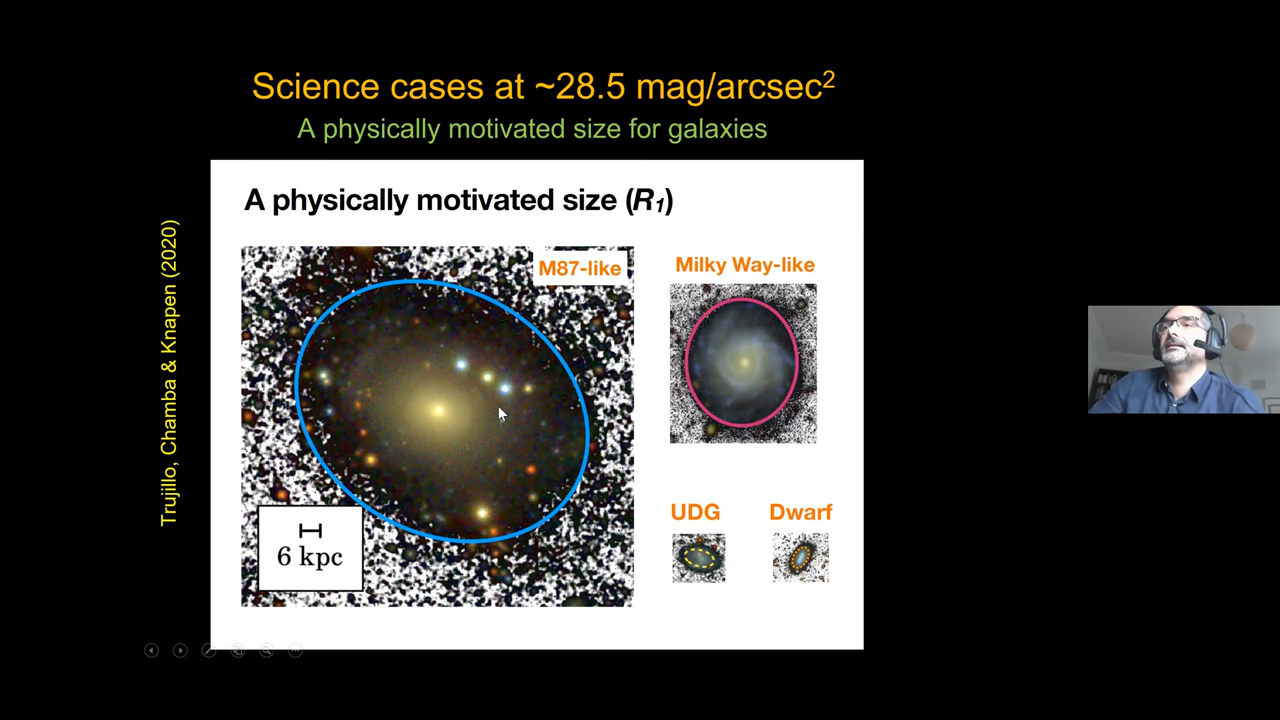 Science cases at ~28.5 mag/arcsec²
A physically motivated size for galaxies
Trujillo, Chamba & Knapen (2020)
A physically motivated size (R₁)
M87-like
Milky Way-like
6 kpc
UDG
Dwarf